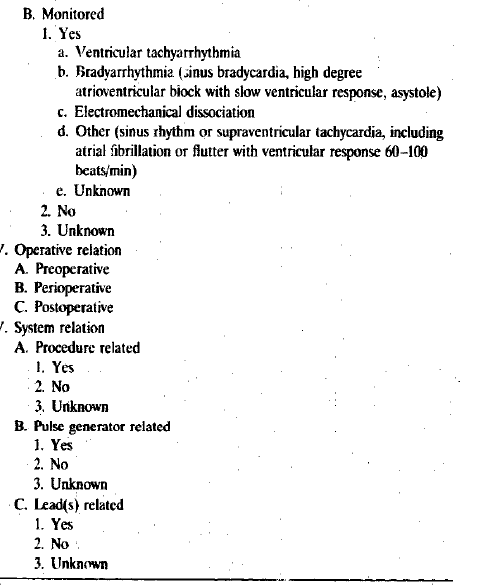 B. Monitored
1. Yes
a. Ventricular tachyarrhythmia
b. Bradyarrhythmia (sinus bradycardia, high degree
atrioventricular block with slow ventricular response, asystole)
c. Electromechanical dissociation
d. Other (sinus rhythm or supraventricular tachycardia, including
atrial fibrillation or flutter with ventricular response 60–100
beats/min)
e. Unknown
2. No
3. Unknown
. Operative relation
A. Preoperative
B. Perioperative
C. Postoperative
. System relation
A. Procedure related
1. Yes
2. No
3. Unknown
B. Pulse generator related
1. Yes
2. No
3. Unknown
C. Lead(s) related
1. Yes
2. No
3. Unknown